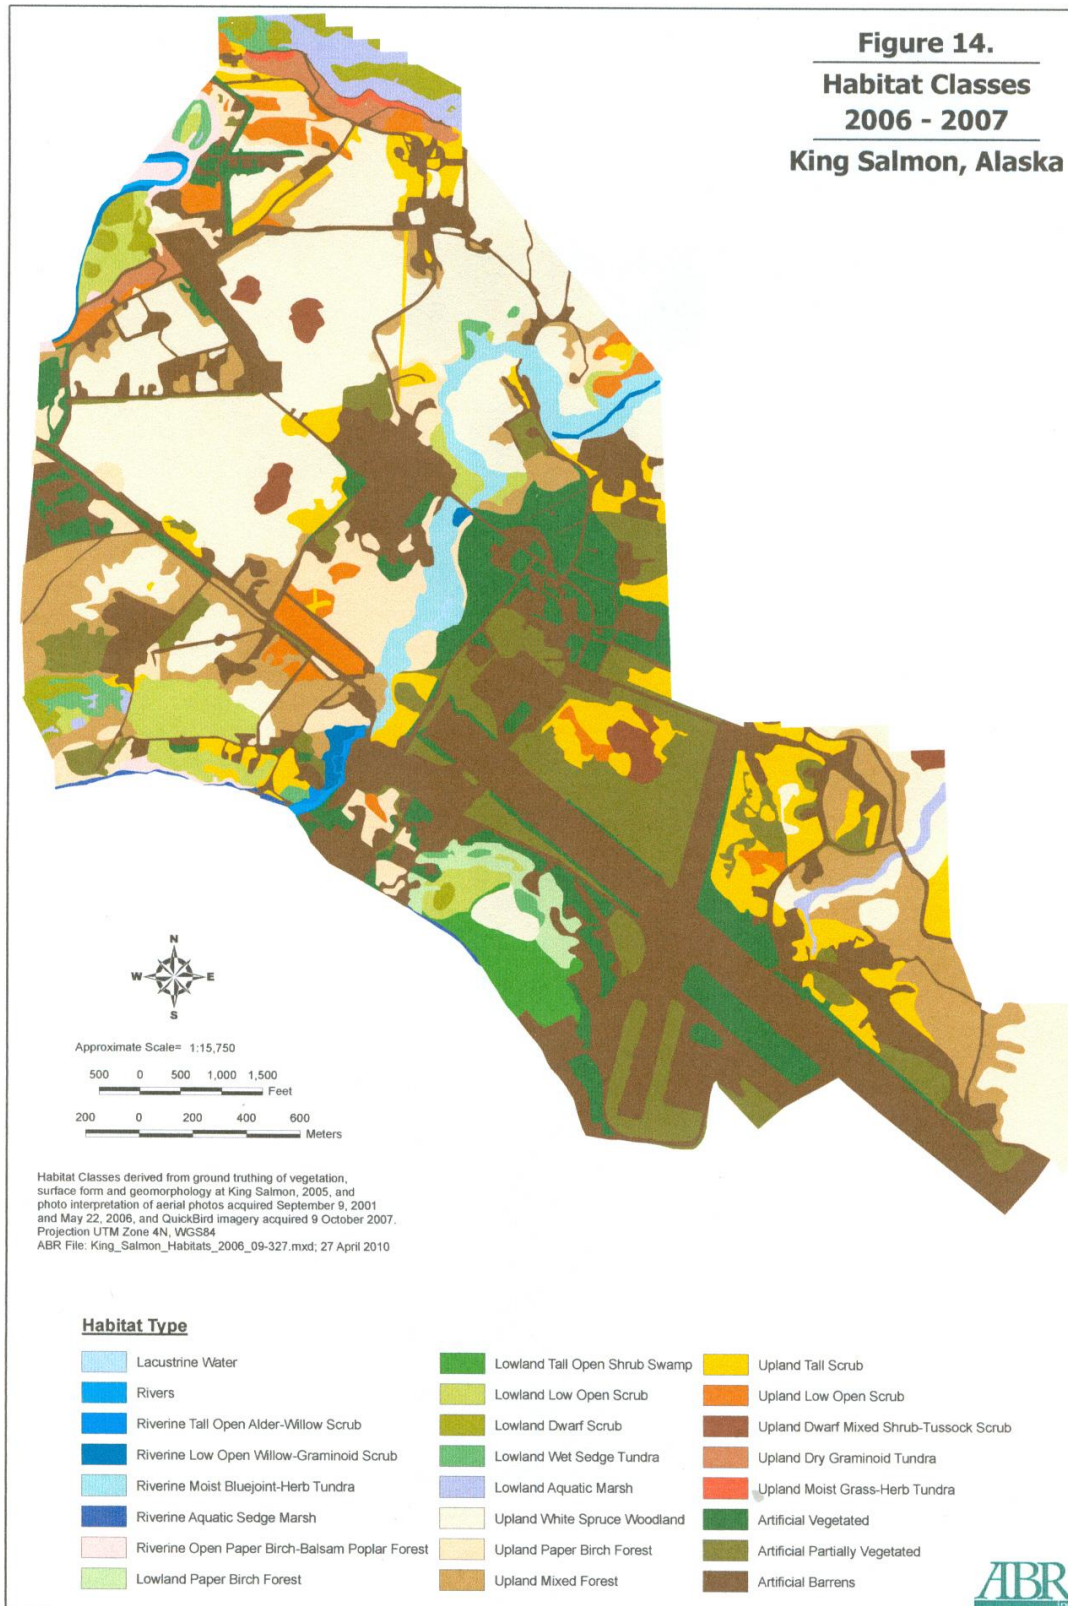 Figure 14.
Habitat Classes
2006 - 2007
King Salmon, Alaska
N
W E
S
Approximate Scale= 1:15,750
500 0 500 1,000 1,500
Feet
200 0 200 400 600
Meters
Habitat Classes derived from ground truthing of vegetation,
surface form and geomorphology at King Salmon, 2005, and
photo interpretation of aerial photos acquired September 9, 2001
and May 22, 2006, and QuickBird imagery acquired 9 October 2007.
Projection UTM Zone 4N, WGS84
ABR File: King_Salmon_Habitats_2006_09-327.mxd; 27 April 2010
Habitat Type
Lacustrine Water
Rivers
Riverine Tall Open Alder-Willow Scrub
Riverine Low Open Willow-Graminoid Scrub
Riverine Moist Bluejoint-Herb Tundra
Riverine Aquatic Sedge Marsh
Riverine Open Paper Birch-Balsam Poplar Forest
Lowland Paper Birch Forest
Lowland Tall Open Shrub Swamp
Lowland Low Open Scrub
Lowland Dwarf Scrub
Lowland Wet Sedge Tundra
Lowland Aquatic Marsh
Upland White Spruce Woodland
Upland Paper Birch Forest
Upland Mixed Forest
Upland Tall Scrub
Upland Low Open Scrub
Upland Dwarf Mixed Shrub-Tussock Scrub
Upland Dry Graminoid Tundra
Upland Moist Grass-Herb Tundra
Artificial Vegetated
Artificial Partially Vegetated
Artificial Barrens
ABR